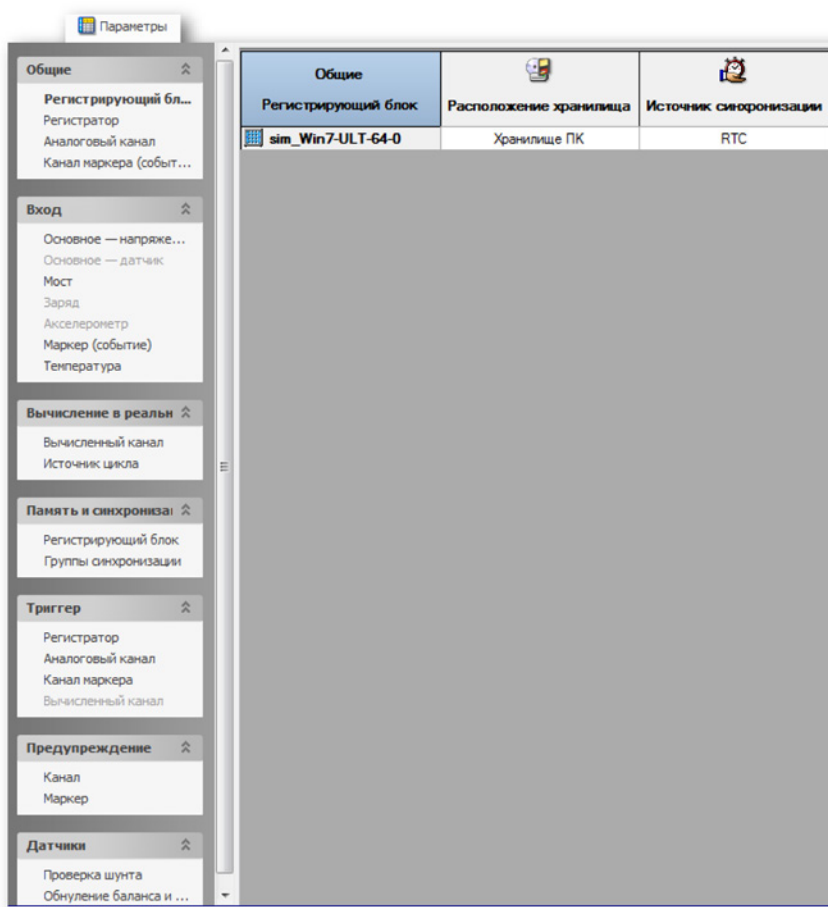 Параметры
Общие
Регистрирующий бл...
Регистратор
Аналоговый канал
Канал маркера (событ...
Вход
Основное — напряже...
Основное — датчик
Мост
Заряд
Акселерометр
Маркер (событие)
Температура
Вычисление в реальн
Вычисленный канал
Источник цикла
Память и синхрониза
Регистрирующий блок
Группы синхронизации
Триггер
Регистратор
Аналоговый канал
Канал маркера
Вычисленный канал
Предупреждение
Канал
Маркер
Датчики
Проверка шунта
Обнуление баланса и ...
Общие
Регистрирующий блок Расположение хранилища Источник синхронизации
sim_Win7-ULT-64-0 Хранилище ПК RTC